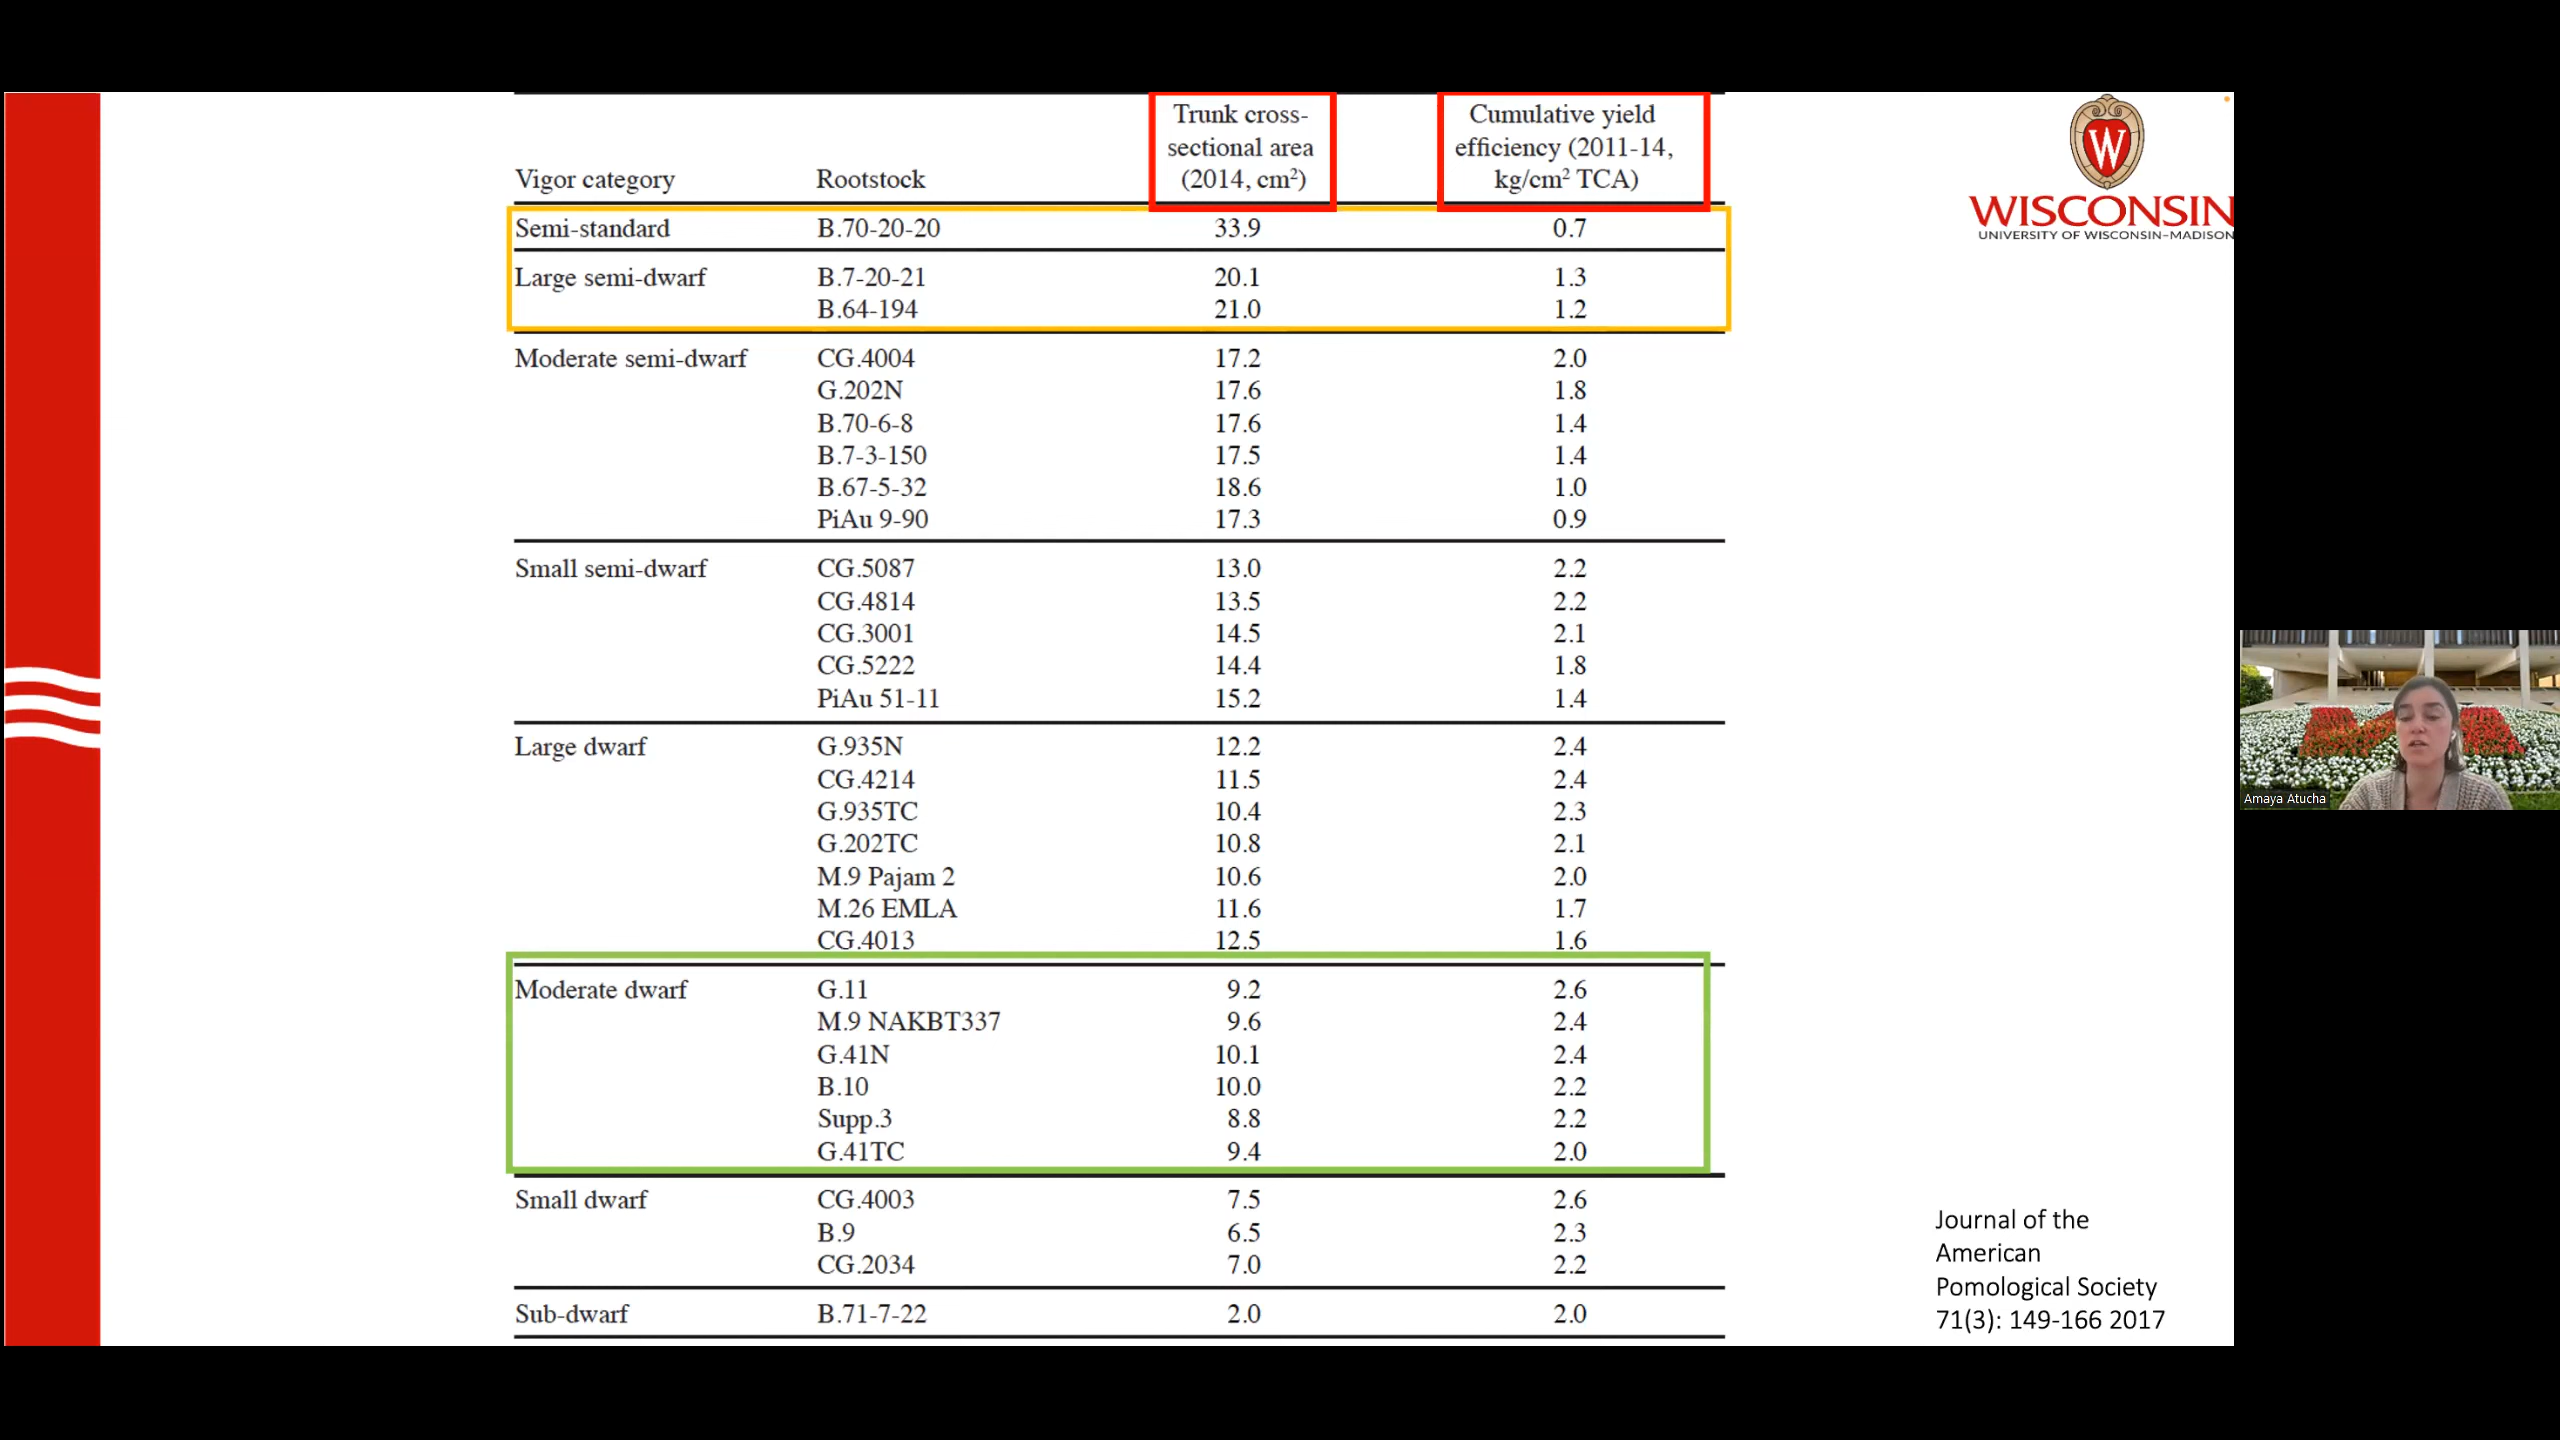 Vigor category Rootstock Trunk cross-sectional area (2014, cm²) Cumulative yield efficiency (2011-14, kg/cm² TCA)
Semi-standard B.70-20-20 33.9 0.7
Large semi-dwarf B.7-20-21 20.1 1.3
B.64-194 21.0 1.2
Moderate semi-dwarf CG.4004 17.2 2.0
G.202N 17.6 1.8
B.70-6-8 17.6 1.4
B.7-3-150 17.5 1.4
B.67-5-32 18.6 1.0
PiAu 9-90 17.3 0.9
Small semi-dwarf CG.5087 13.0 2.2
CG.4814 13.5 2.2
CG.3001 14.5 2.1
CG.5222 14.4 1.8
PiAu 51-11 15.2 1.4
Large dwarf G.935N 12.2 2.4
CG.4214 11.5 2.4
G.935TC 10.4 2.3
G.202TC 10.8 2.1
M.9 Pajam 2 10.6 2.0
M.26 EMLA 11.6 1.7
CG.4013 12.5 1.6
Moderate dwarf G.11 9.2 2.6
M.9 NAKBT337 9.6 2.4
G.41N 10.1 2.4
B.10 10.0 2.2
Supp.3 8.8 2.2
G.41TC 9.4 2.0
Small dwarf CG.4003 7.5 2.6
B.9 6.5 2.3
CG.2034 7.0 2.2
Sub-dwarf B.71-7-22 2.0 2.0
W
WISCONSIN
UNIVERSITY OF WISCONSIN–MADISON
Amaya Atucha
Journal of the
American
Pomological Society
71(3): 149-166 2017